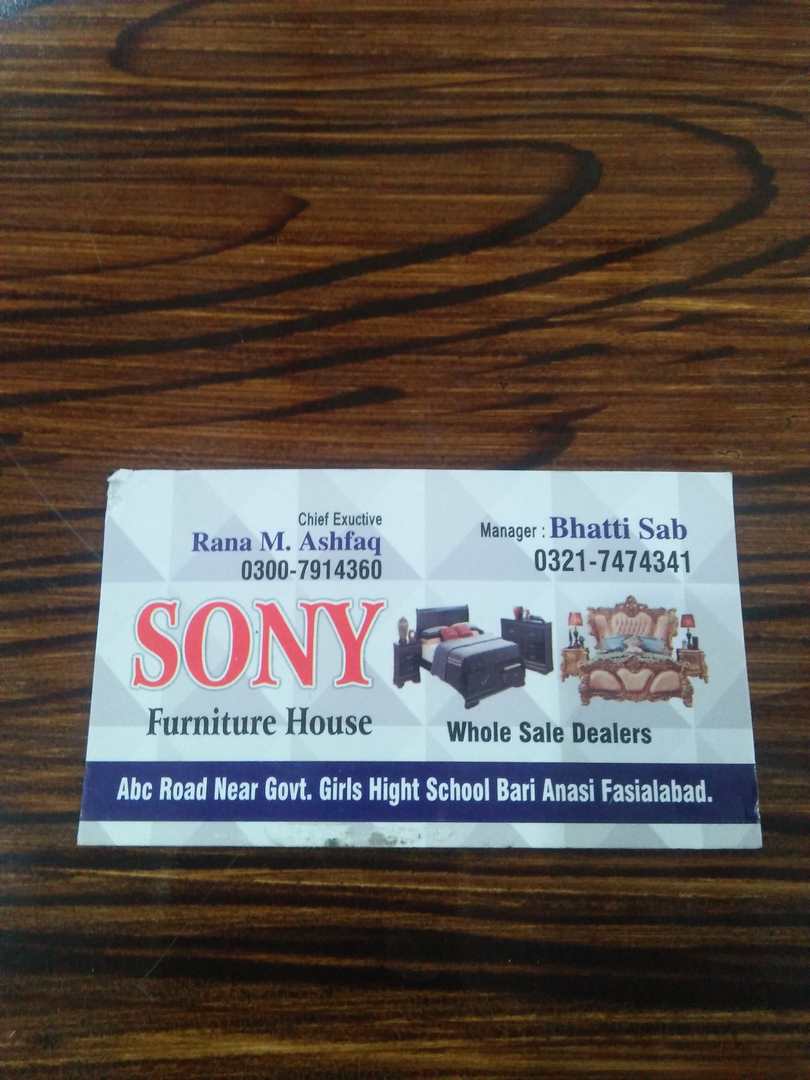 Chief Exuctive
Rana M. Ashfaq
0300-7914360
Manager : Bhatti Sab
0321-7474341
SONY
Furniture House
Whole Sale Dealers
Abc Road Near Govt. Girls Hight School Bari Anasi Fasialabad.